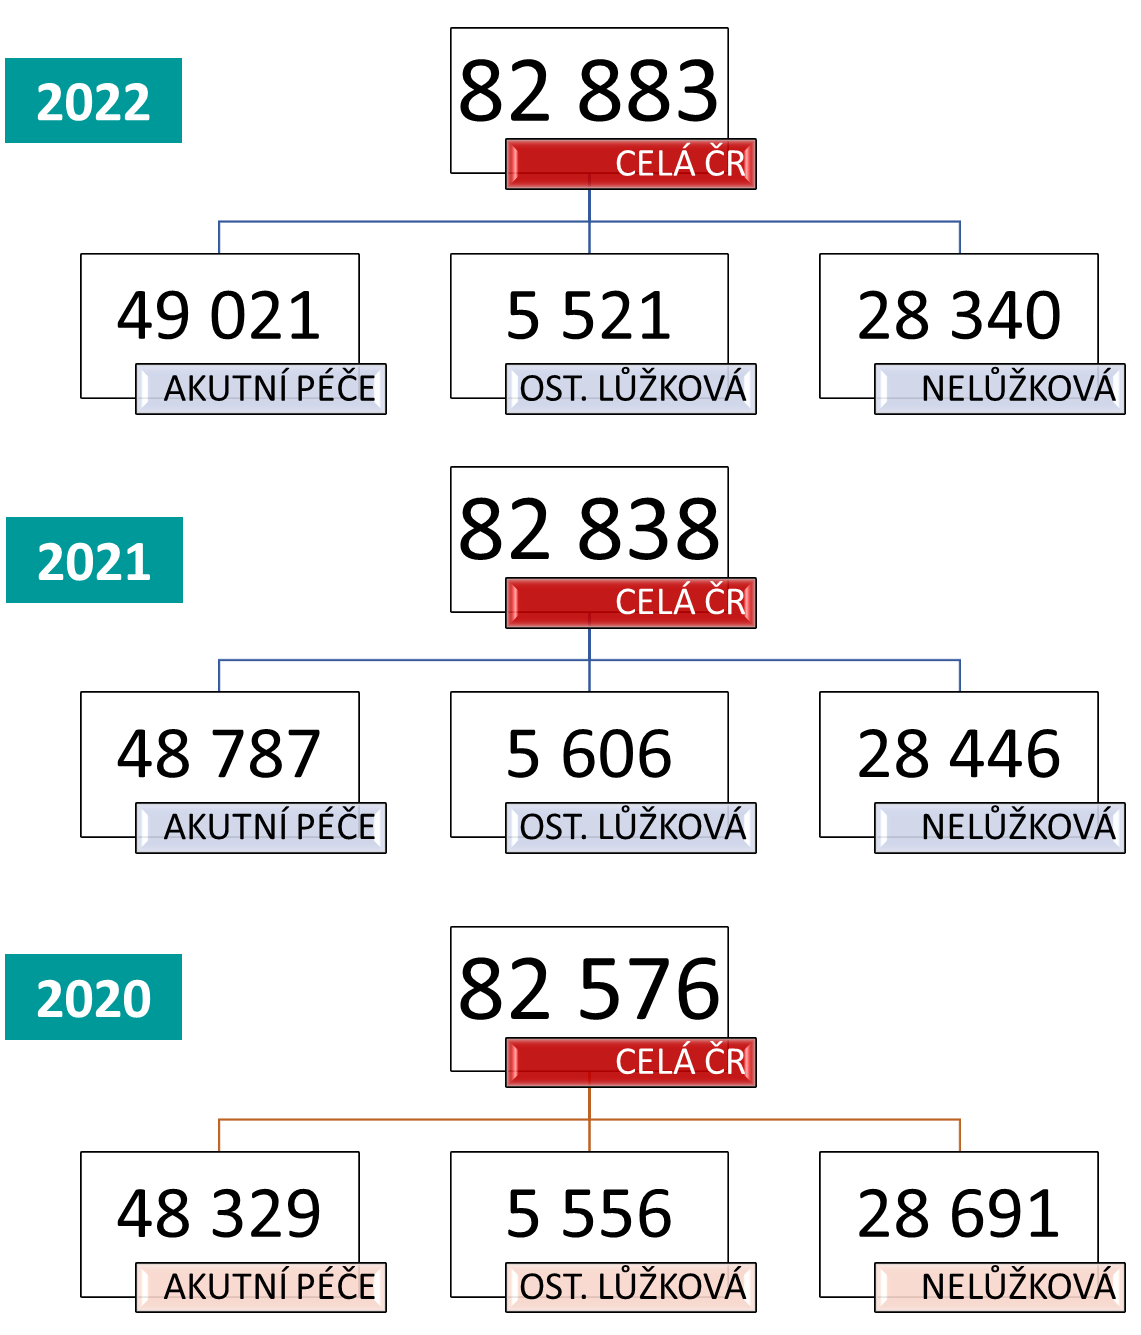 2022
82 883
CELÁ ČR
49 021
AKUTNÍ PÉČE
5 521
OST. LŮŽKOVÁ
28 340
NELŮŽKOVÁ
2021
82 838
CELÁ ČR
48 787
AKUTNÍ PÉČE
5 606
OST. LŮŽKOVÁ
28 446
NELŮŽKOVÁ
2020
82 576
CELÁ ČR
48 329
AKUTNÍ PÉČE
5 556
OST. LŮŽKOVÁ
28 691
NELŮŽKOVÁ